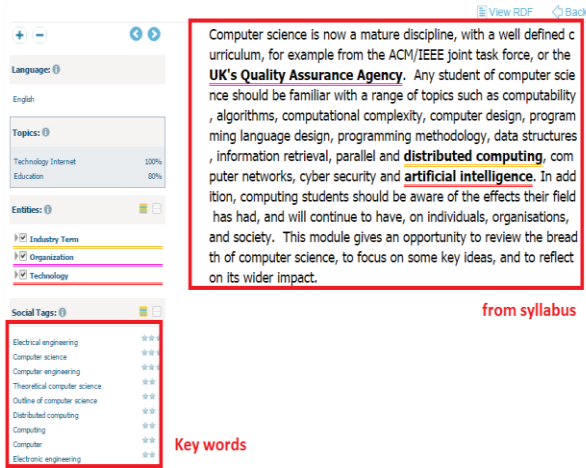 View RDF
Back
+ -
Language:
English
Topics:
Technology Internet 100%
Education 80%
Entities:
Industry Term
Organization
Technology
Social Tags:
Electrical engineering
Computer science
Computer engineering
Theoretical computer science
Outline of computer science
Distributed computing
Computing
Computer
Electronic engineering
Key words
Computer science is now a mature discipline, with a well defined c
urriculum, for example from the ACM/IEEE joint task force, or the
UK's Quality Assurance Agency.  Any student of computer scie
nce should be familiar with a range of topics such as computability
, algorithms, computational complexity, computer design, program
ming language design, programming methodology, data structures
, information retrieval, parallel and distributed computing, com
puter networks, cyber security and artificial intelligence. In add
ition, computing students should be aware of the effects their field
has had, and will continue to have, on individuals, organisations,
and society.  This module gives an opportunity to review the bread
th of computer science, to focus on some key ideas, and to reflect
on its wider impact.
from syllabus